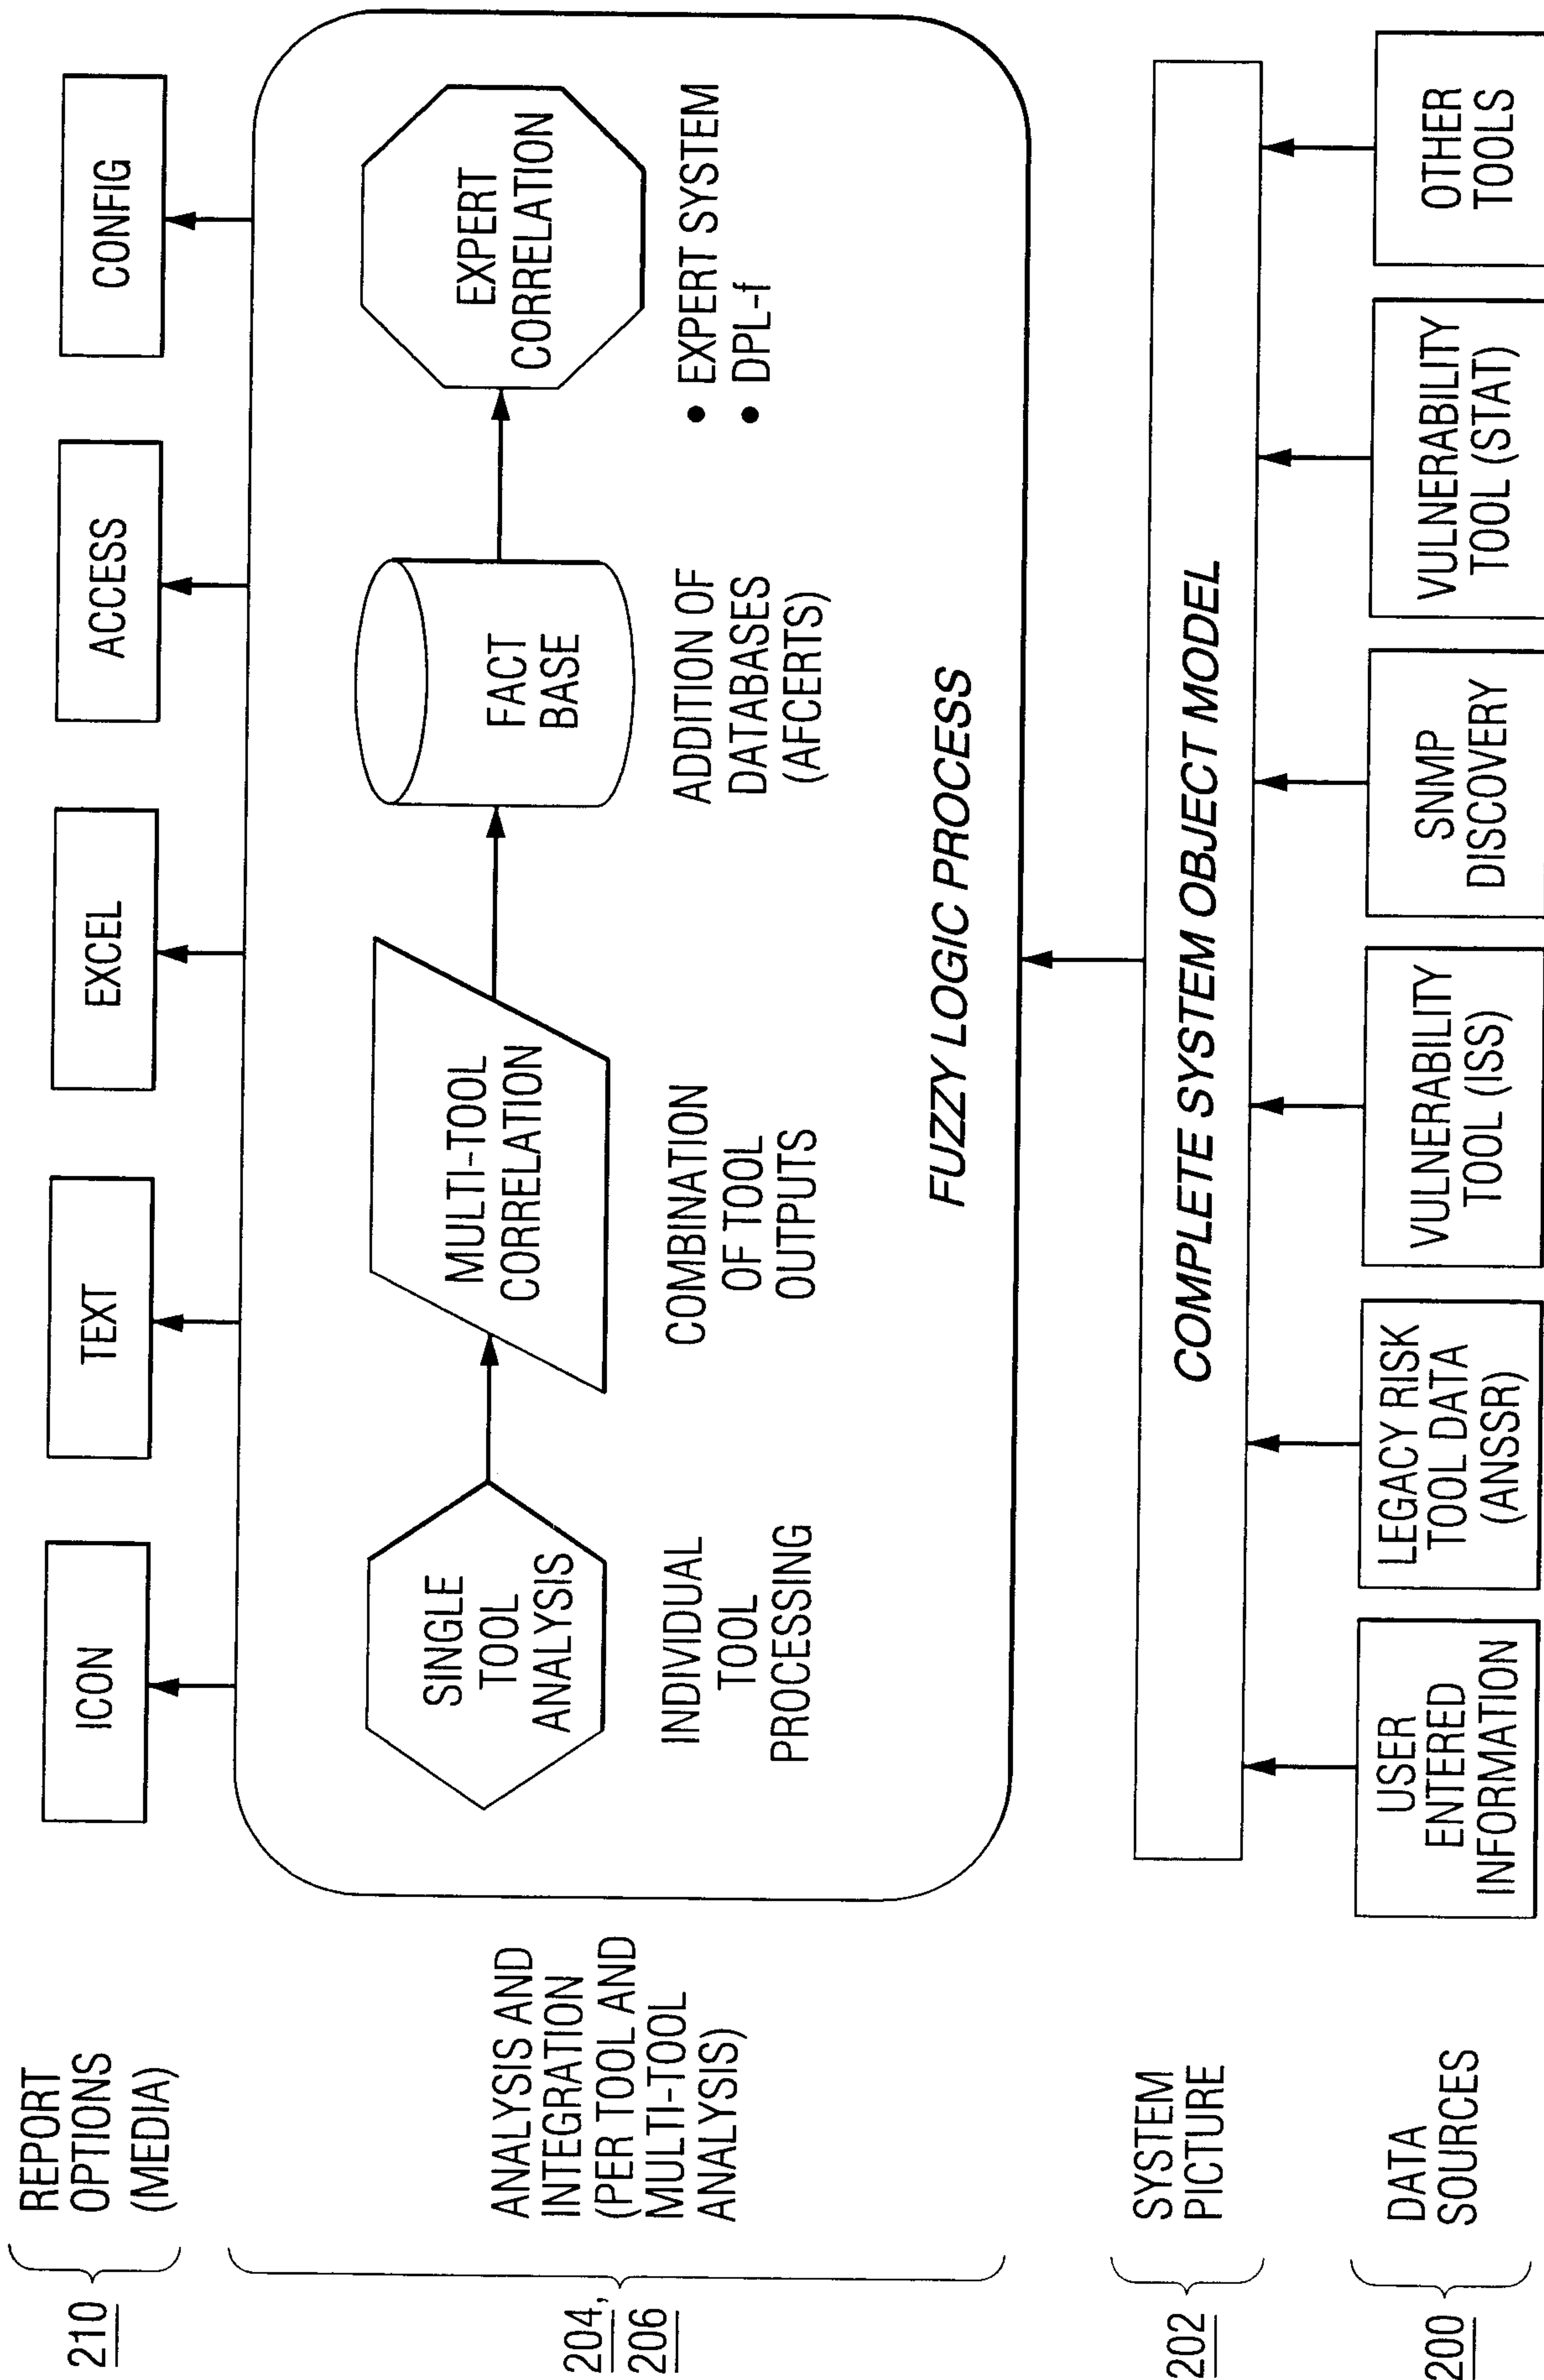 210
REPORT
OPTIONS
(MEDIA)
ICON
TEXT
EXCEL
ACCESS
CONFIG
204,
206
ANALYSIS AND
INTEGRATION
(PER TOOL AND
MULTI-TOOL
ANALYSIS)
SINGLE
TOOL
ANALYSIS
MULTI-TOOL
CORRELATION
FACT
BASE
EXPERT
CORRELATION
INDIVIDUAL
TOOL
PROCESSING
COMBINATION
OF TOOL
OUTPUTS
ADDITION OF
DATABASES
(AFCERTS)
• EXPERT SYSTEM
• DPL-f
FUZZY LOGIC PROCESS
202
SYSTEM
PICTURE
COMPLETE SYSTEM OBJECT MODEL
200
DATA
SOURCES
USER
ENTERED
INFORMATION
LEGACY RISK
TOOL DATA
(ANSSR)
VULNERABILITY
TOOL (ISS)
SNMP
DISCOVERY
VULNERABILITY
TOOL (STAT)
OTHER
TOOLS